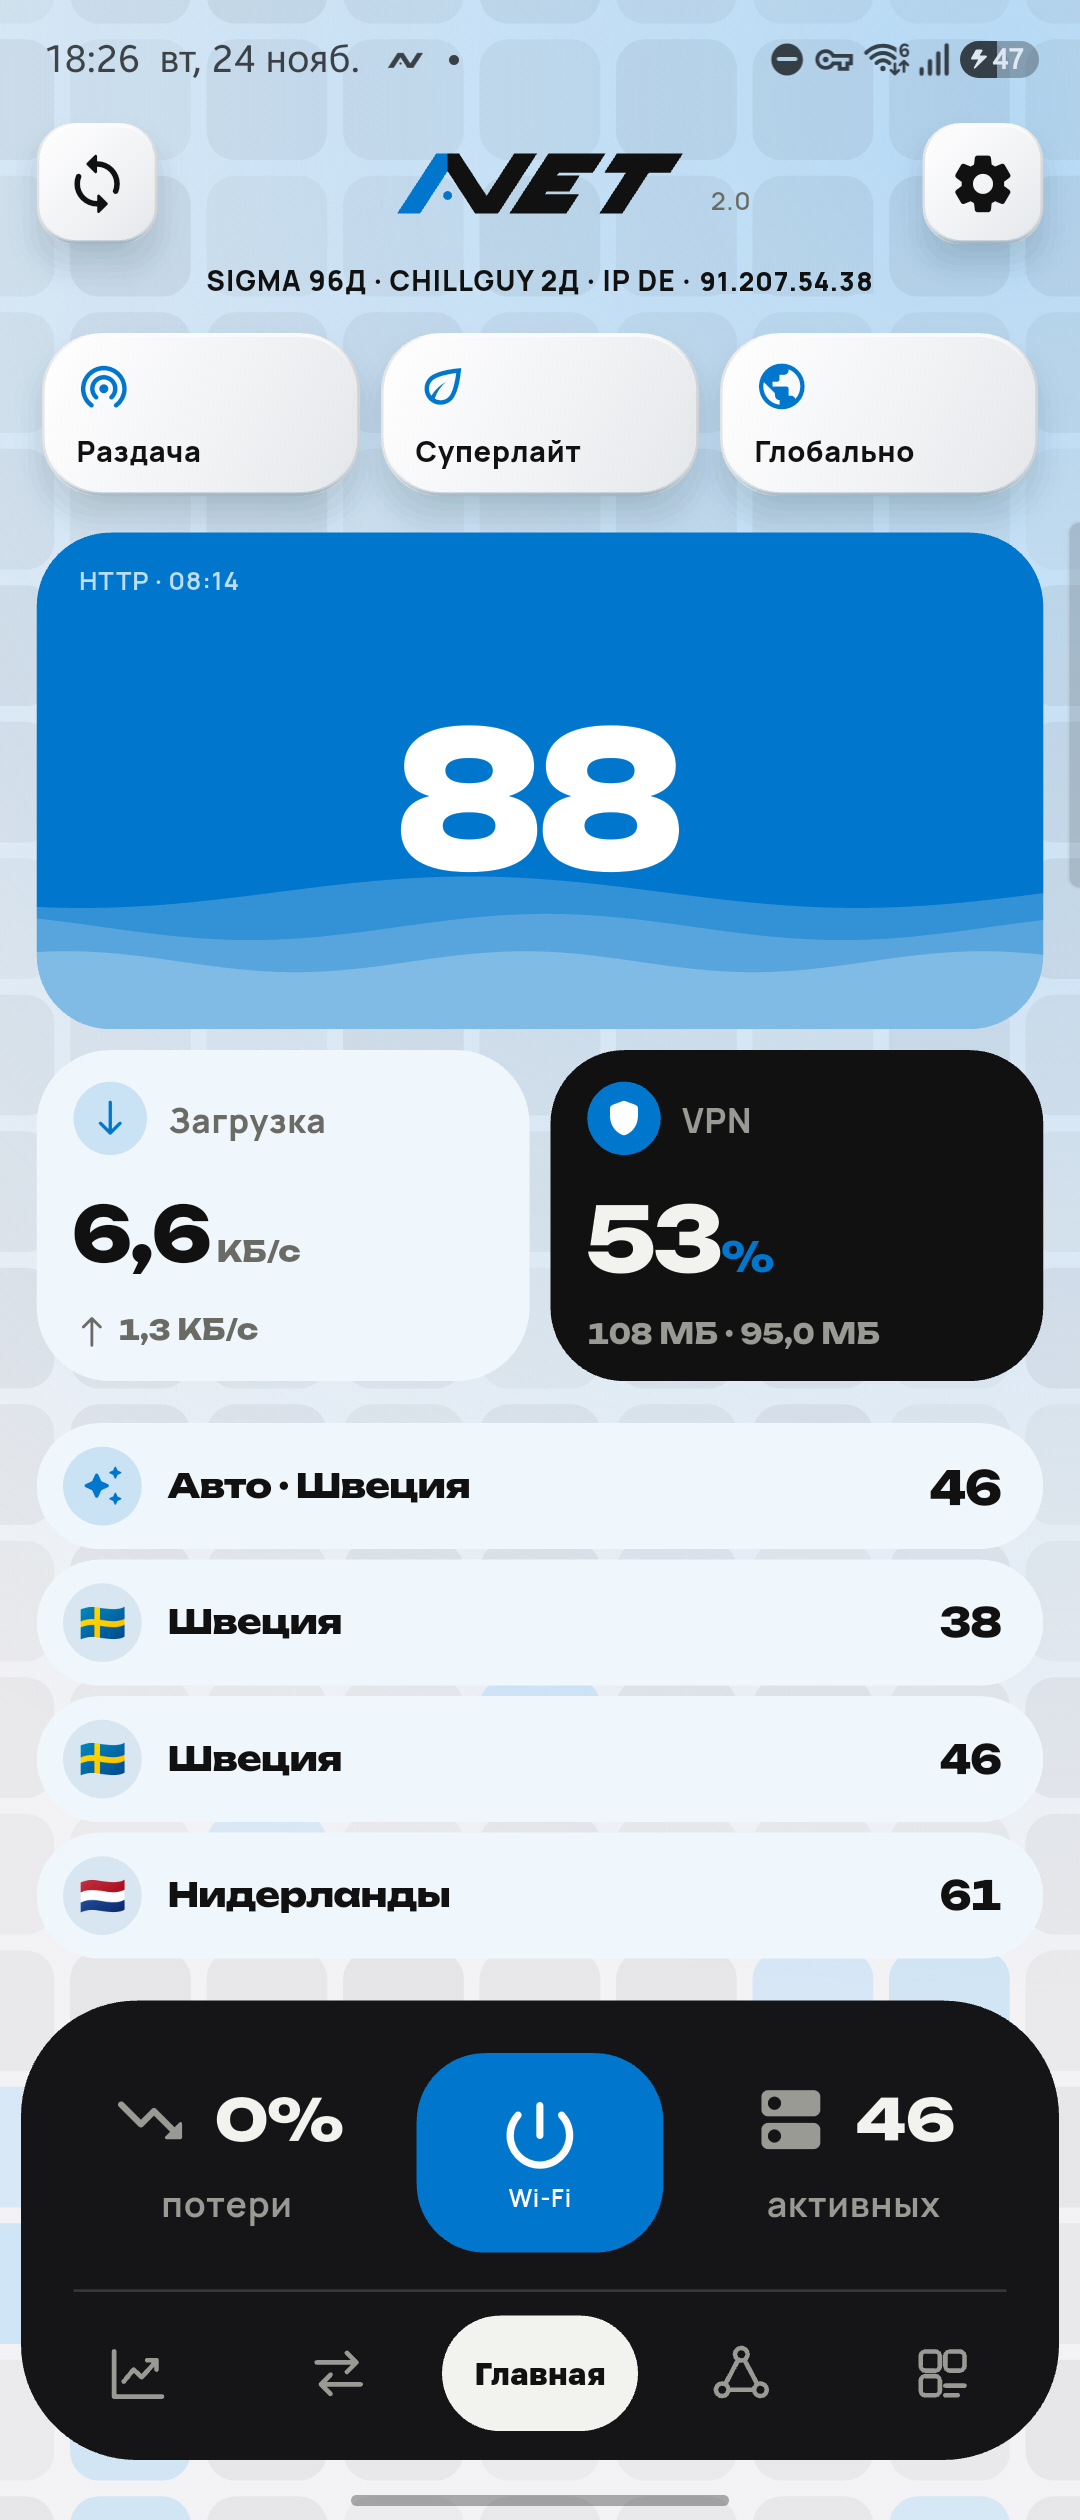 18:26 вт, 24 нояб.
6
47
NET 2.0
SIGMA 96Д · CHILLGUY 2Д · IP DE · 91.207.54.38
Раздача
Суперлайт
Глобально
HTTP · 08:14
88
Загрузка
6,6 КБ/с
↑ 1,3 КБ/с
VPN
53%
108 МБ · 95,0 МБ
Авто · Швеция 46
Швеция 38
Швеция 46
Нидерланды 61
0%
потери
Wi-Fi
46
активных
Главная